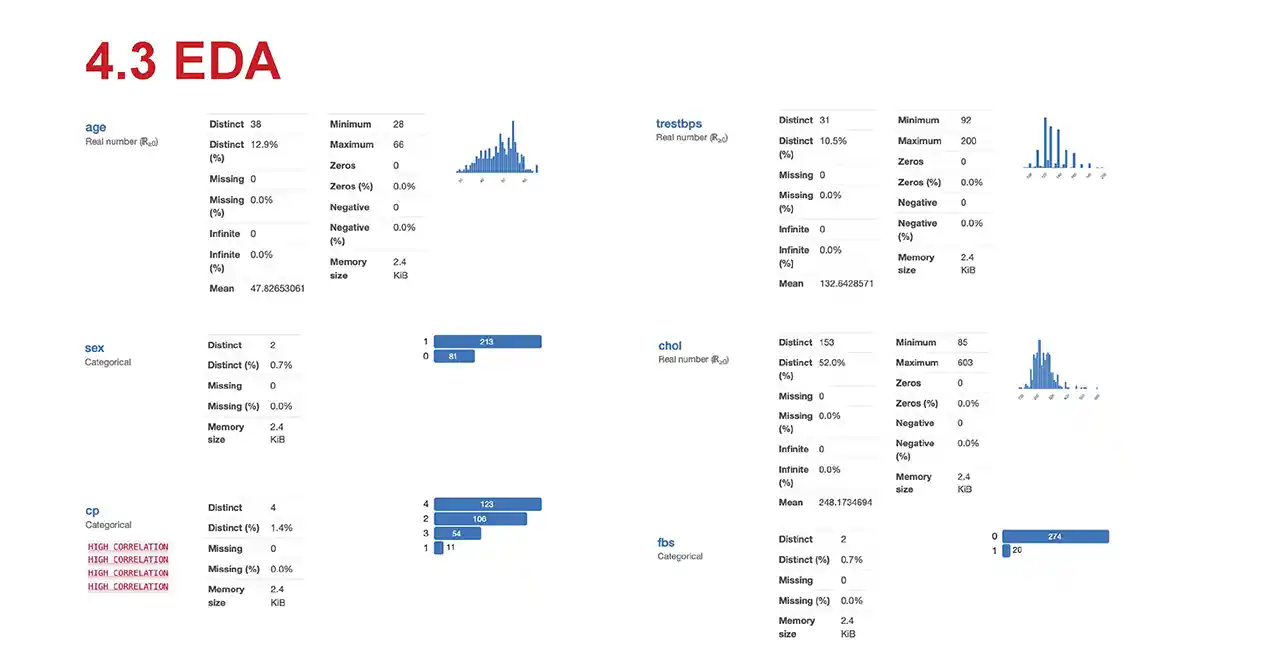 4.3 EDA
age
Real number (ℝ≥0)
Distinct 38
Distinct (%) 12.9%
Missing 0
Missing (%) 0.0%
Infinite 0
Infinite (%) 0.0%
Mean 47.82653061
Minimum 28
Maximum 66
Zeros 0
Zeros (%) 0.0%
Negative 0
Negative (%) 0.0%
Memory size 2.4 KiB
sex
Categorical
Distinct 2
Distinct (%) 0.7%
Missing 0
Missing (%) 0.0%
Memory size 2.4 KiB
1 213
0 81
cp
Categorical
HIGH CORRELATION
HIGH CORRELATION
HIGH CORRELATION
HIGH CORRELATION
Distinct 4
Distinct (%) 1.4%
Missing 0
Missing (%) 0.0%
Memory size 2.4 KiB
4 123
2 106
3 54
1 11
trestbps
Real number (ℝ≥0)
Distinct 31
Distinct (%) 10.5%
Missing 0
Missing (%) 0.0%
Infinite 0
Infinite (%) 0.0%
Mean 132.6428571
Minimum 92
Maximum 200
Zeros 0
Zeros (%) 0.0%
Negative 0
Negative (%) 0.0%
Memory size 2.4 KiB
chol
Real number (ℝ≥0)
Distinct 153
Distinct (%) 52.0%
Missing 0
Missing (%) 0.0%
Infinite 0
Infinite (%) 0.0%
Mean 248.1734694
Minimum 85
Maximum 603
Zeros 0
Zeros (%) 0.0%
Negative 0
Negative (%) 0.0%
Memory size 2.4 KiB
fbs
Categorical
Distinct 2
Distinct (%) 0.7%
Missing 0
Missing (%) 0.0%
Memory size 2.4 KiB
0 274
1 20